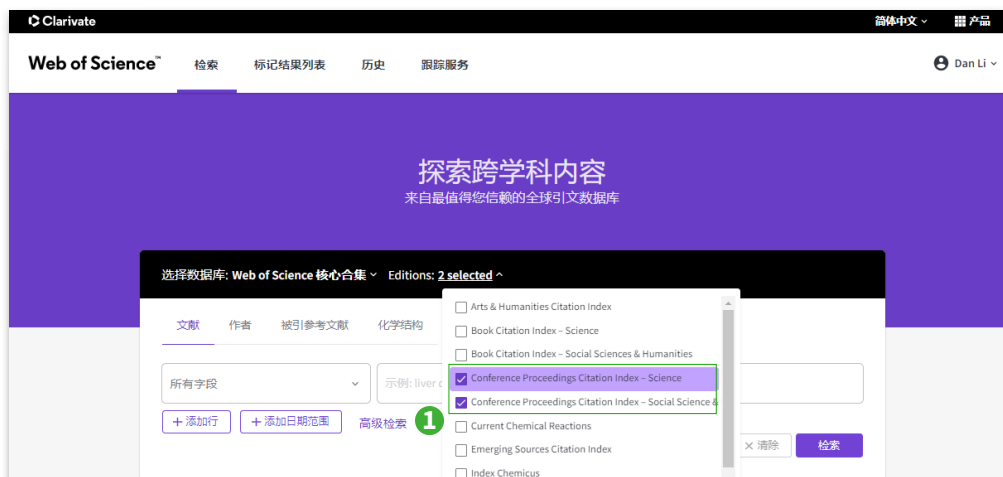 Clarivate
简体中文
产品
Web of Science™
检索
标记结果列表
历史
跟踪服务
Dan Li
探索跨学科内容
来自最值得您信赖的全球引文数据库
选择数据库: Web of Science 核心合集 Editions: 2 selected
文献
作者
被引参考文献
化学结构
Arts & Humanities Citation Index
Book Citation Index – Science
Book Citation Index – Social Sciences & Humanities
所有字段
示例: liver
Conference Proceedings Citation Index – Science
Conference Proceedings Citation Index – Social Science &
+ 添加行
+ 添加日期范围
高级检索
1
Current Chemical Reactions
Emerging Sources Citation Index
Index Chemicus
× 清除
检索